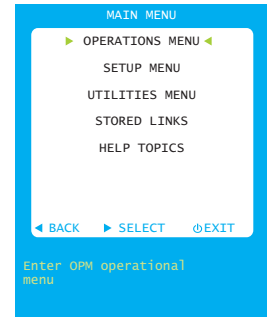 MAIN MENU
OPERATIONS MENU
SETUP MENU
UTILITIES MENU
STORED LINKS
HELP TOPICS
BACK SELECT EXIT
Enter OPM operational
menu